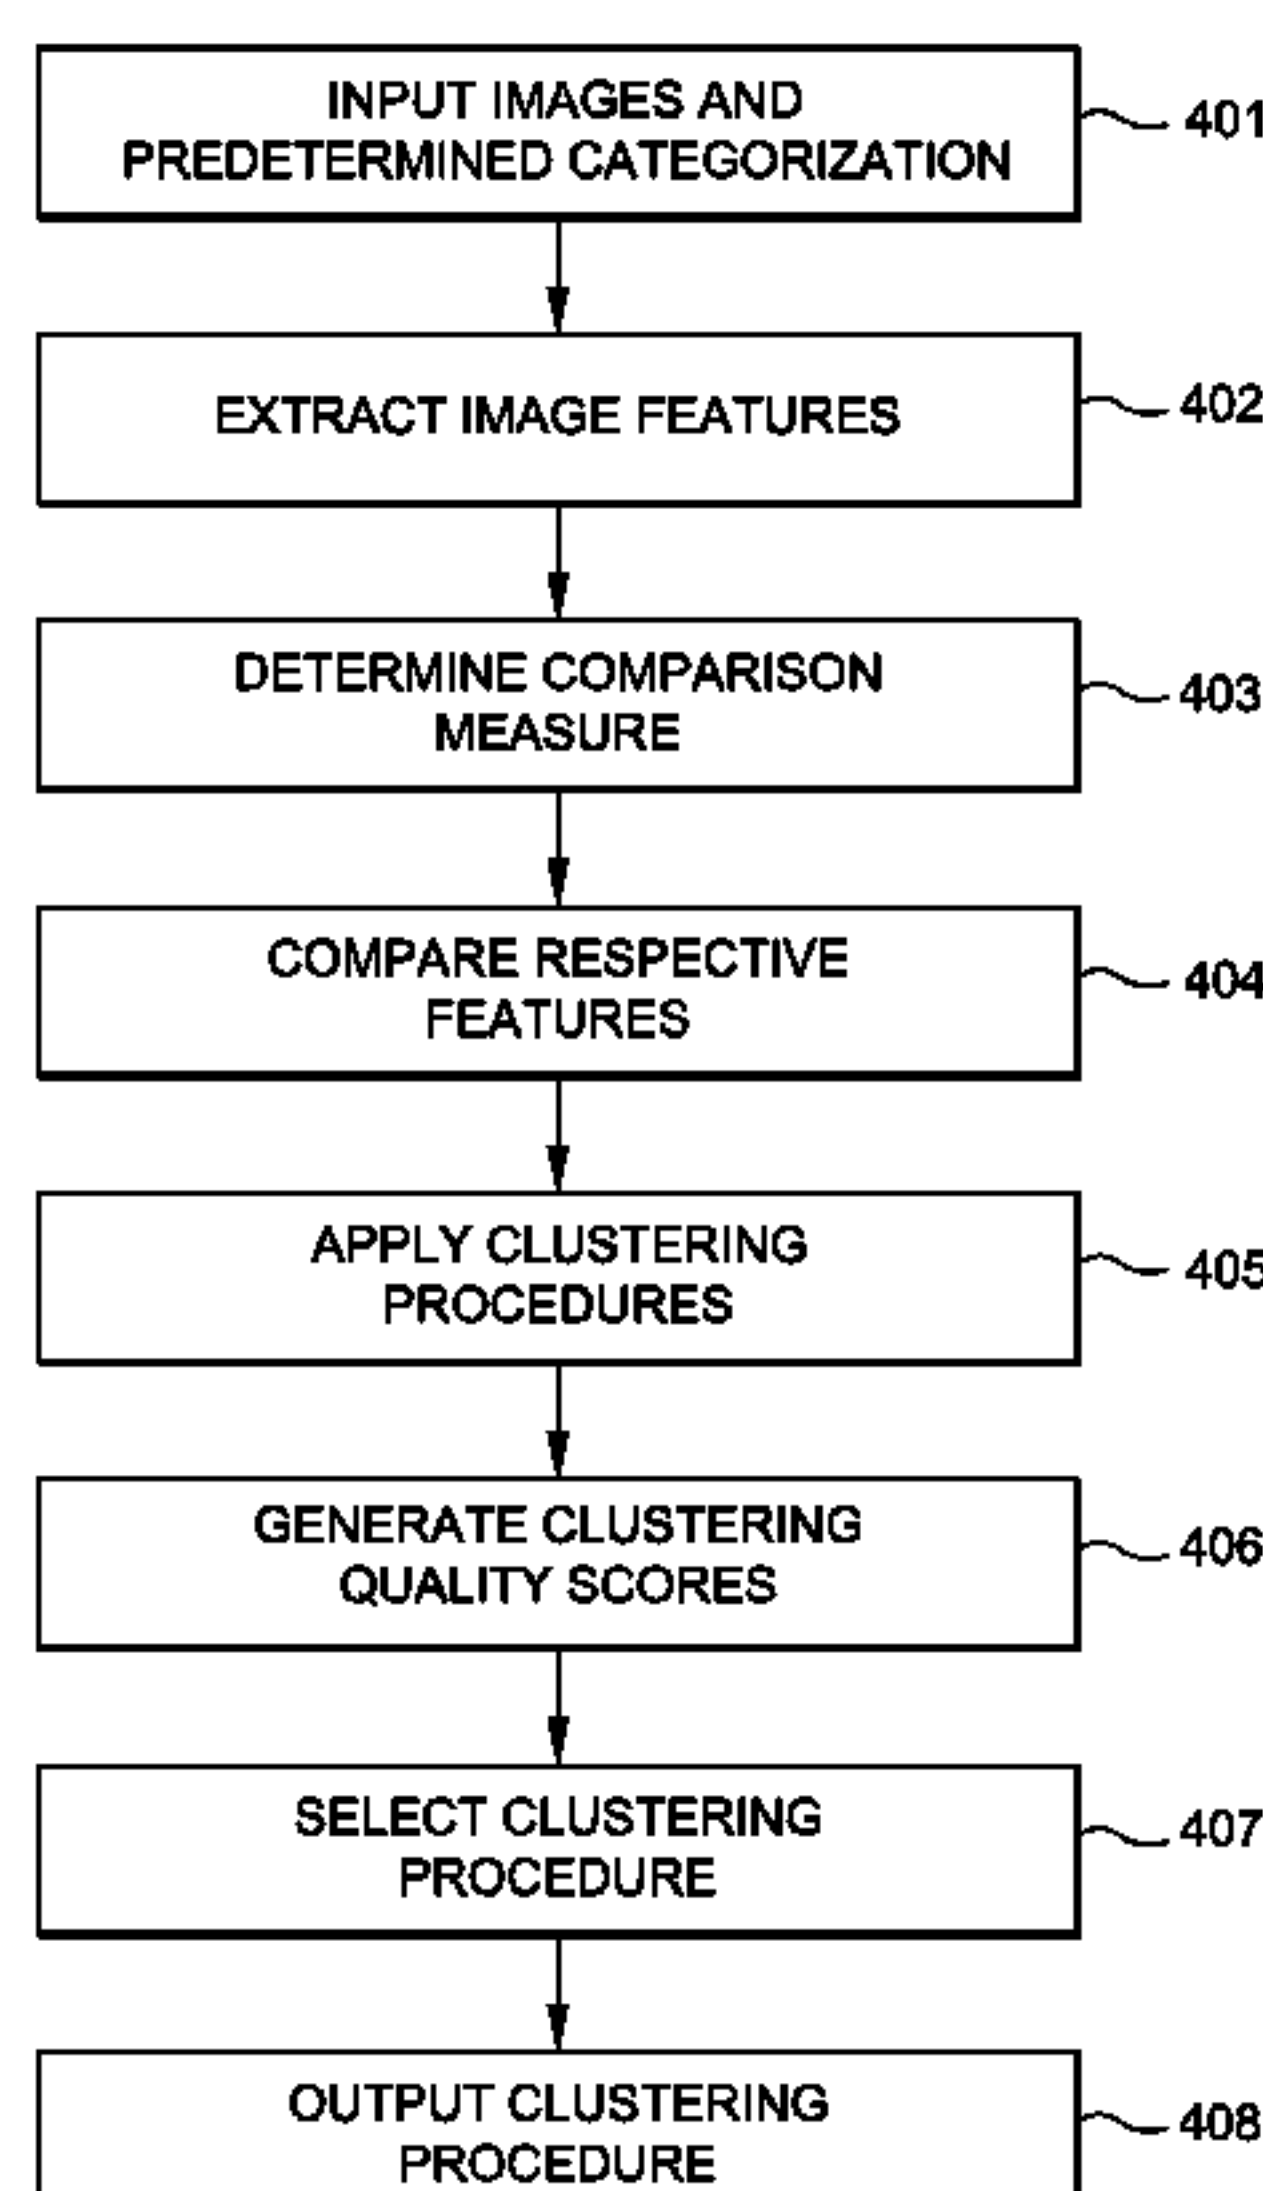 INPUT IMAGES AND
PREDETERMINED CATEGORIZATION
401
EXTRACT IMAGE FEATURES
402
DETERMINE COMPARISON
MEASURE
403
COMPARE RESPECTIVE
FEATURES
404
APPLY CLUSTERING
PROCEDURES
405
GENERATE CLUSTERING
QUALITY SCORES
406
SELECT CLUSTERING
PROCEDURE
407
OUTPUT CLUSTERING
PROCEDURE
408